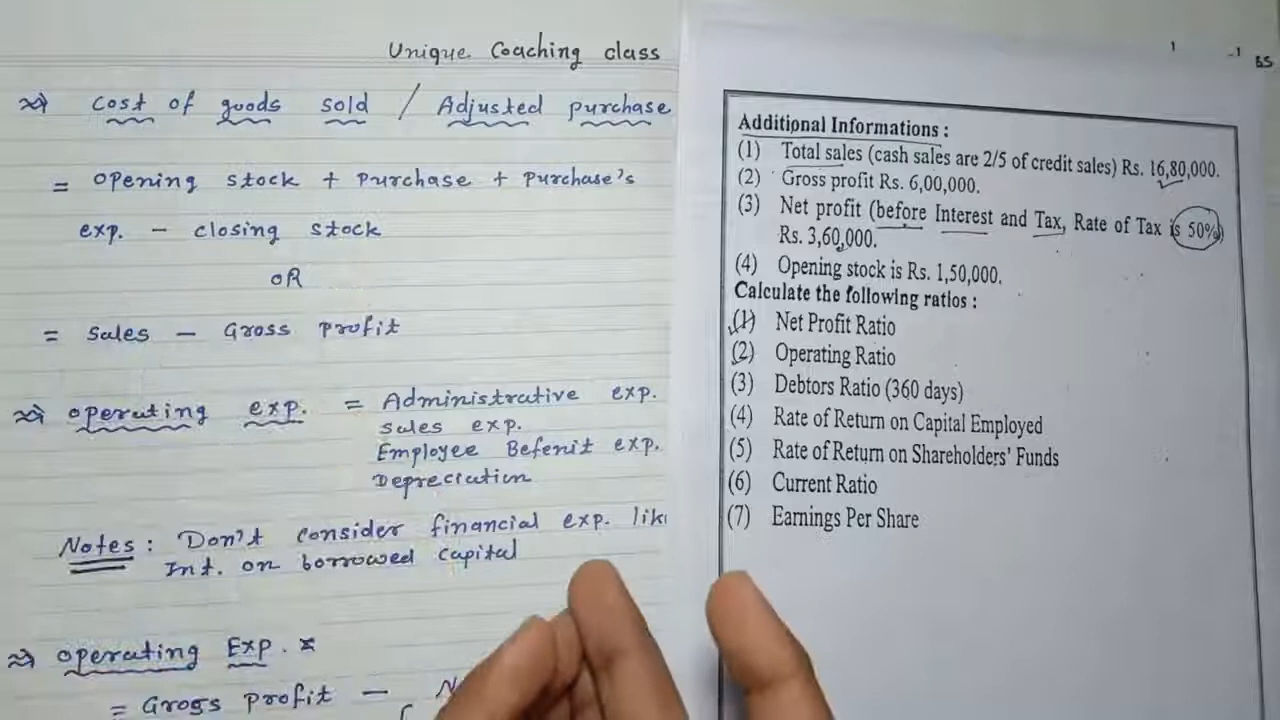 Unique Coaching class
⇒ Cost of goods sold / Adjusted purchase
= opening stock + purchase + purchase's
exp. - closing stock
OR
= Sales - Gross profit
⇒ operating exp. = Administrative exp.
sales exp.
Employee Befenit exp.
Depreciation
Notes : Don't consider financial exp. lik
Int. on borrowed capital
⇒ operating Exp. =
= Gross profit - N
(
1 -1 BS
Additional Informations :
(1) Total sales (cash sales are 2/5 of credit sales) Rs. 16,80,000.
(2) Gross profit Rs. 6,00,000.
(3) Net profit (before Interest and Tax, Rate of Tax is 50%)
Rs. 3,60,000.
(4) Opening stock is Rs. 1,50,000.
Calculate the following ratios :
(1) Net Profit Ratio
(2) Operating Ratio
(3) Debtors Ratio (360 days)
(4) Rate of Return on Capital Employed
(5) Rate of Return on Shareholders' Funds
(6) Current Ratio
(7) Earnings Per Share